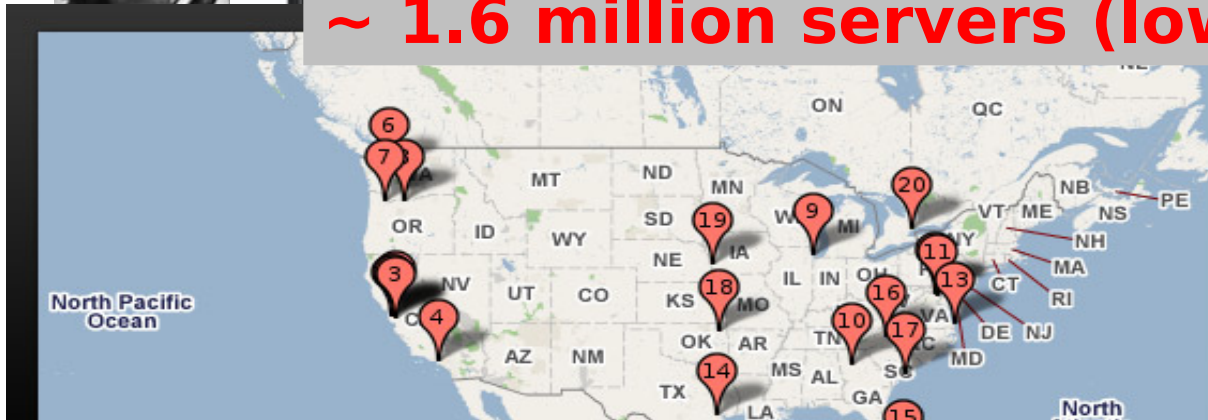 ~ 1.6 million servers (low
ON
QC
6
7
MT
ND
MN
20
NB
PE
OR
ID
SD
19
9
MI
VT
ME
NS
WY
IA
NY
NH
3
NE
11
MA
NV
IL
IN
13
CT
North Pacific
Ocean
UT
CO
KS
18
MO
16
RI
4
10
VA
DE
NJ
OK
AR
TN
17
MD
AZ
NM
14
MS
AL
SC
TX
GA
LA
15
North